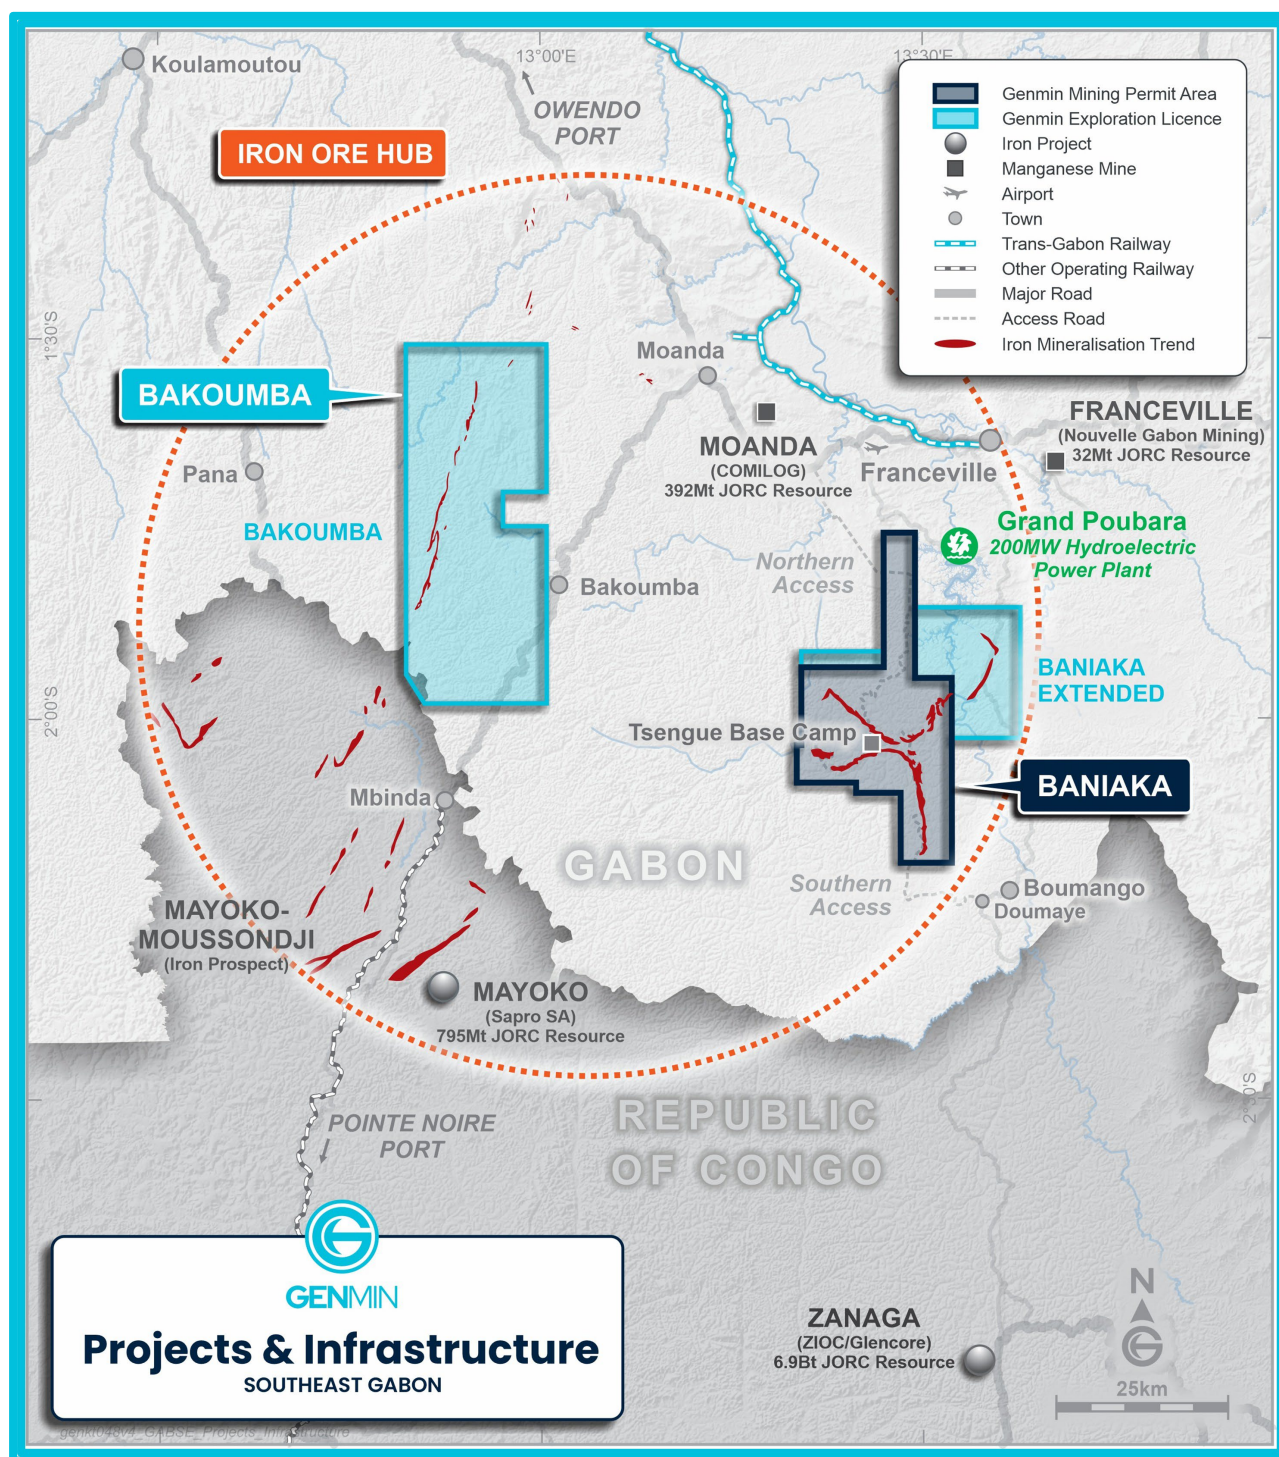 13°00'E
13°30'E
Koulamoutou
OWENDO
PORT
IRON ORE HUB
Genmin Mining Permit Area
Genmin Exploration Licence
Iron Project
Manganese Mine
Airport
Town
Trans-Gabon Railway
Other Operating Railway
Major Road
Access Road
Iron Mineralisation Trend
1°30'S
Moanda
BAKOUMBA
FRANCEVILLE
(Nouvelle Gabon Mining)
32Mt JORC Resource
MOANDA
(COMILOG)
392Mt JORC Resource
Franceville
Pana
BAKOUMBA
Grand Poubara
200MW Hydroelectric
Power Plant
Northern
Access
Bakoumba
BANIAKA
EXTENDED
2°00'S
Tsengue Base Camp
BANIAKA
Mbinda
GABON
Southern
Access
Boumango
Doumaye
MAYOKO-
MOUSSONDJI
(Iron Prospect)
MAYOKO
(Sapro SA)
795Mt JORC Resource
2°30'S
REPUBLIC
OF CONGO
POINTE NOIRE
PORT
GENMIN
Projects & Infrastructure
SOUTHEAST GABON
ZANAGA
(ZIOC/Glencore)
6.9Bt JORC Resource
N
25km
genkt048v4_GABSE_Projects_Infrastructure